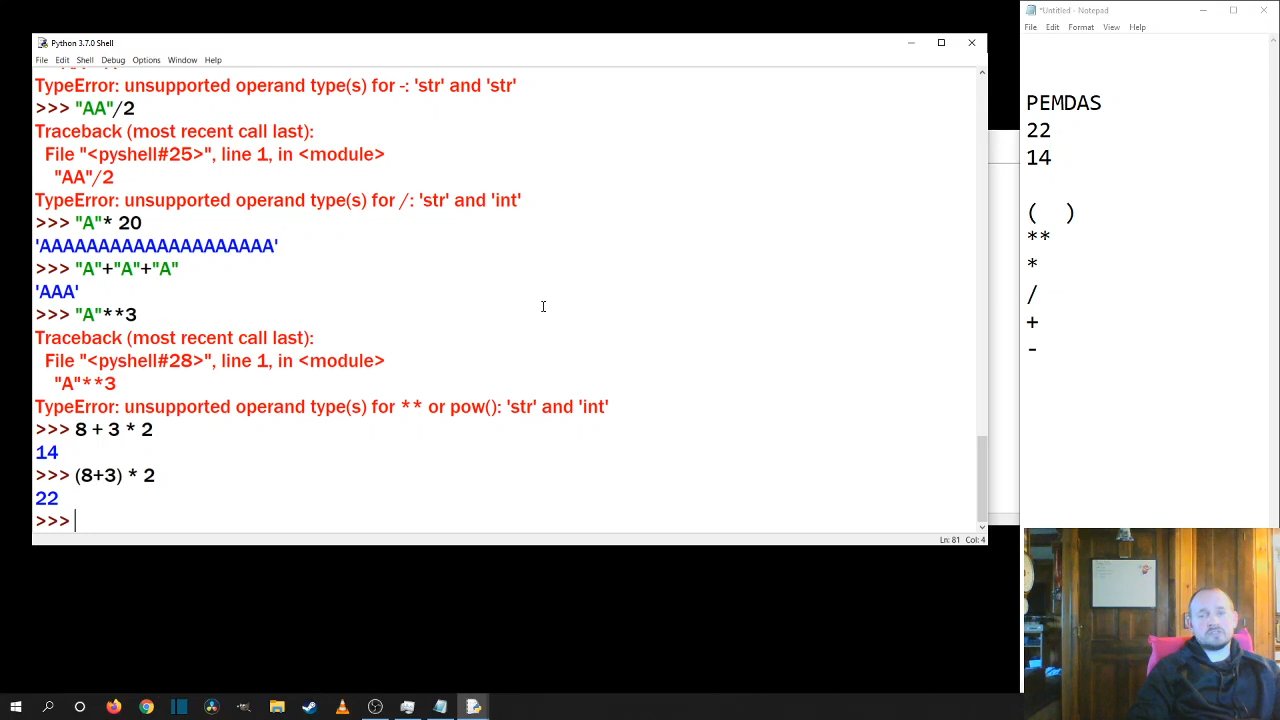 Python 3.7.0 Shell
File Edit Shell Debug Options Window Help
TypeError: unsupported operand type(s) for -: 'str' and 'str'
>>> "AA"/2
Traceback (most recent call last):
  File "<pyshell#25>", line 1, in <module>
    "AA"/2
TypeError: unsupported operand type(s) for /: 'str' and 'int'
>>> "A"* 20
'AAAAAAAAAAAAAAAAAAAA'
>>> "A"+"A"+"A"
'AAA'
>>> "A"**3
Traceback (most recent call last):
  File "<pyshell#28>", line 1, in <module>
    "A"**3
TypeError: unsupported operand type(s) for ** or pow(): 'str' and 'int'
>>> 8 + 3 * 2
14
>>> (8+3) * 2
22
>>>
Ln: 81 Col: 4
*Untitled - Notepad
File Edit Format View Help
PEMDAS
22
14
( )
**
*
/
+
-